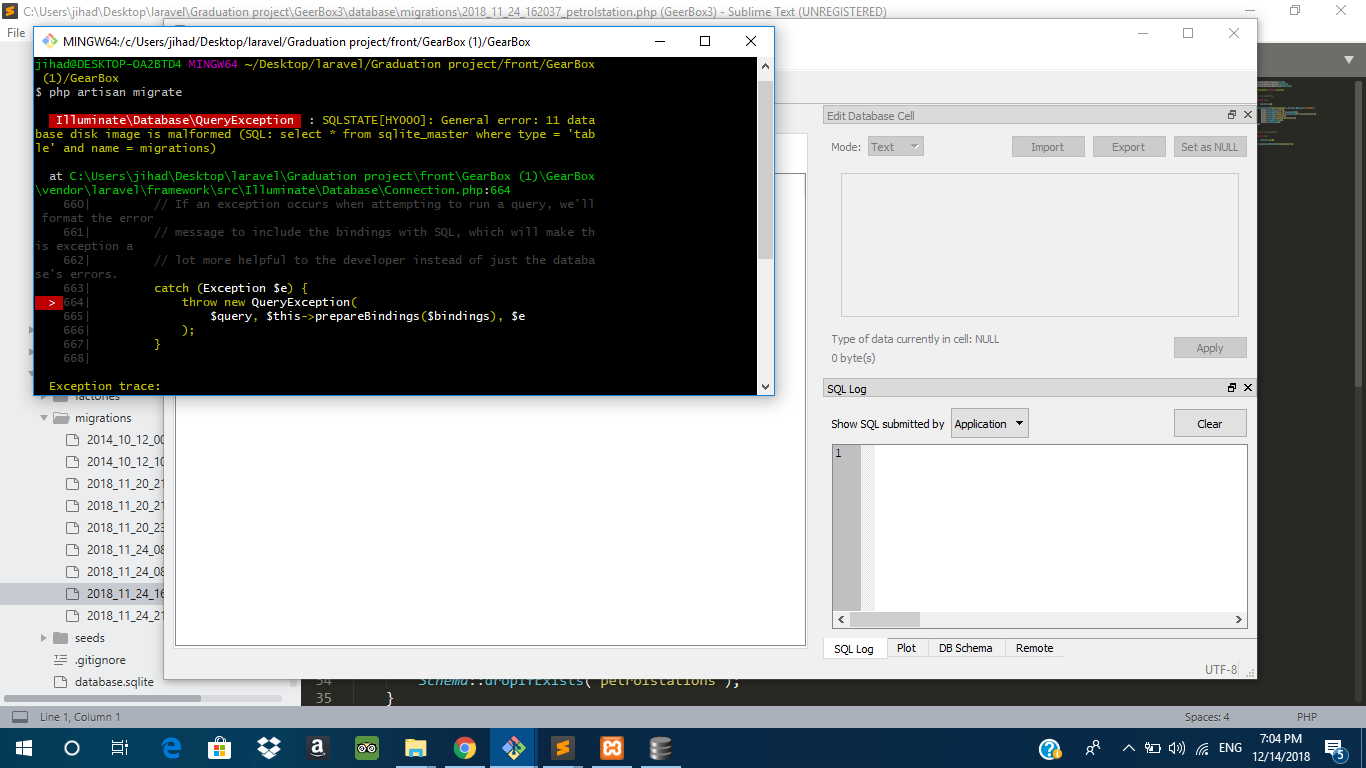 C:\Users\jihad\Desktop\laravel\Graduation project\GeerBox3\database\migrations\2018_11_24_162037_petrolstation.php (GeerBox3) - Sublime Text (UNREGISTERED)
File
MINGW64:/c/Users/jihad/Desktop/laravel/Graduation project/front/GearBox (1)/GearBox
jihad@DESKTOP-OA2BTD4 MINGW64 ~/Desktop/laravel/Graduation project/front/GearBox
(1)/GearBox
$ php artisan migrate
Illuminate\Database\QueryException : SQLSTATE[HY000]: General error: 11 data
base disk image is malformed (SQL: select * from sqlite_master where type = 'tab
le' and name = migrations)
at C:\Users\jihad\Desktop\laravel\Graduation project\front\GearBox (1)\GearBox
\vendor\laravel\framework\src\Illuminate\Database\Connection.php:664
660| // If an exception occurs when attempting to run a query, we'll
format the error
661| // message to include the bindings with SQL, which will make th
is exception a
662| // lot more helpful to the developer instead of just the databa
se's errors.
663| catch (Exception $e) {
> 664| throw new QueryException(
665| $query, $this->prepareBindings($bindings), $e
666| );
667| }
668|
Exception trace:
Edit Database Cell
Mode: Text Import Export Set as NULL
Type of data currently in cell: NULL
0 byte(s)
Apply
SQL Log
Show SQL submitted by Application Clear
1
SQL Log Plot DB Schema Remote
UTF-8
factories
migrations
2014_10_12_00
2014_10_12_10
2018_11_20_21
2018_11_20_21
2018_11_20_23
2018_11_24_08
2018_11_24_08
2018_11_24_16
2018_11_24_21
seeds
.gitignore
database.sqlite
34 Schema::dropIfExists('petrolstations');
35 }
Line 1, Column 1 Spaces: 4 PHP
ENG
7:04 PM
12/14/2018
5